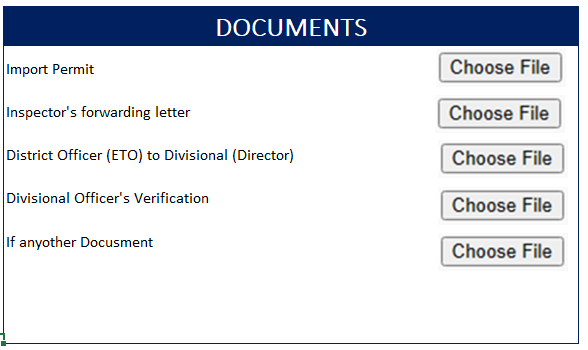 DOCUMENTS
Import Permit Choose File
Inspector's forwarding letter Choose File
District Officer (ETO) to Divisional (Director) Choose File
Divisional Officer's Verification Choose File
If anyother Docusment Choose File